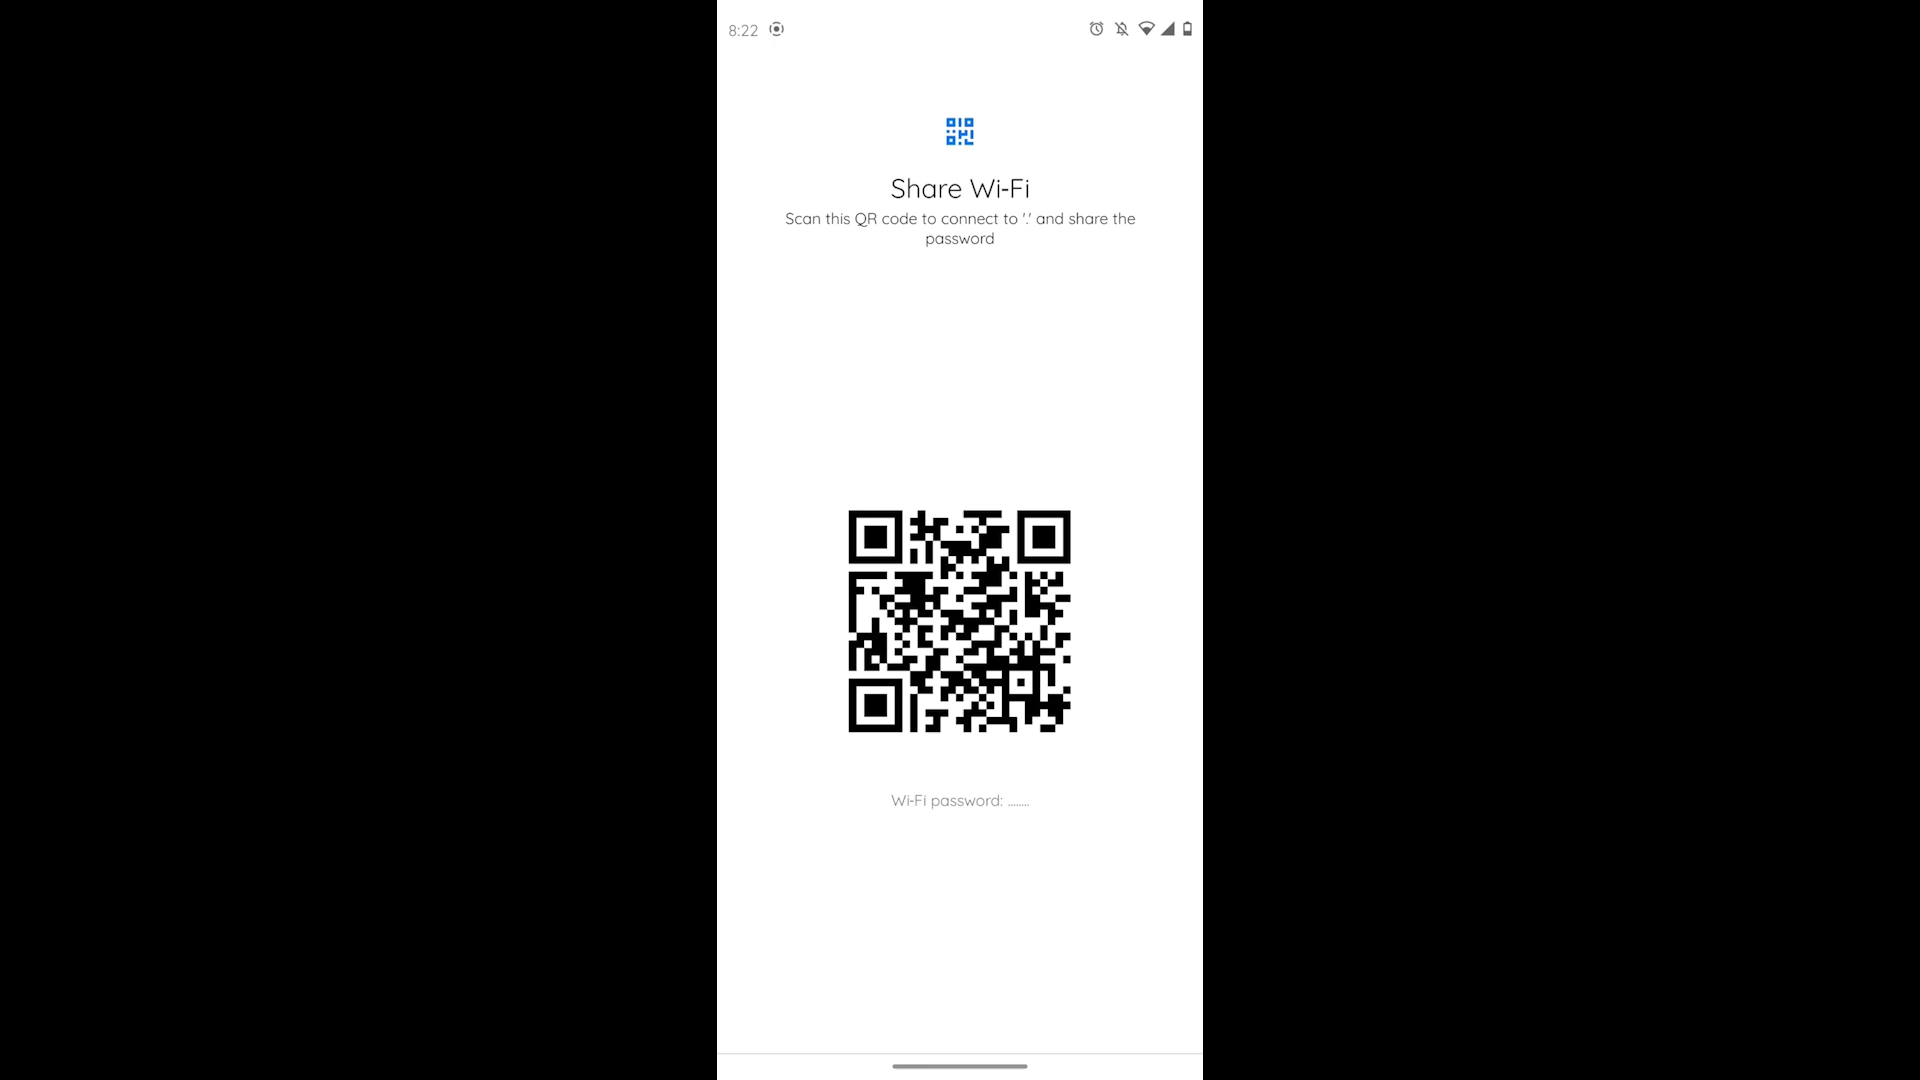 8:22
Share Wi-Fi
Scan this QR code to connect to '.' and share the
password
Wi-Fi password: ........